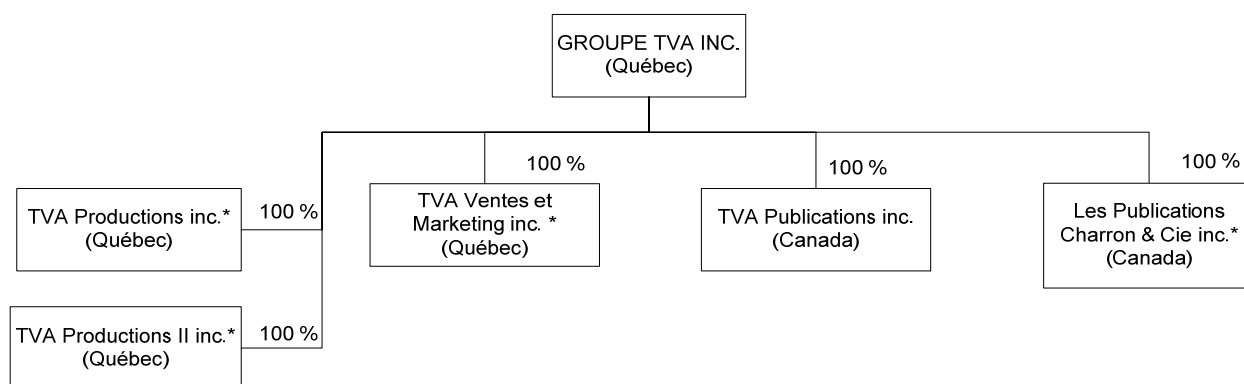 GROUPE TVA INC.
(Québec)
100 %
100 %
100 %
TVA Productions inc.*
(Québec)
100 %
TVA Ventes et
Marketing inc. *
(Québec)
TVA Publications inc.
(Canada)
Les Publications
Charron & Cie inc.*
(Canada)
TVA Productions II inc.*
(Québec)
100 %